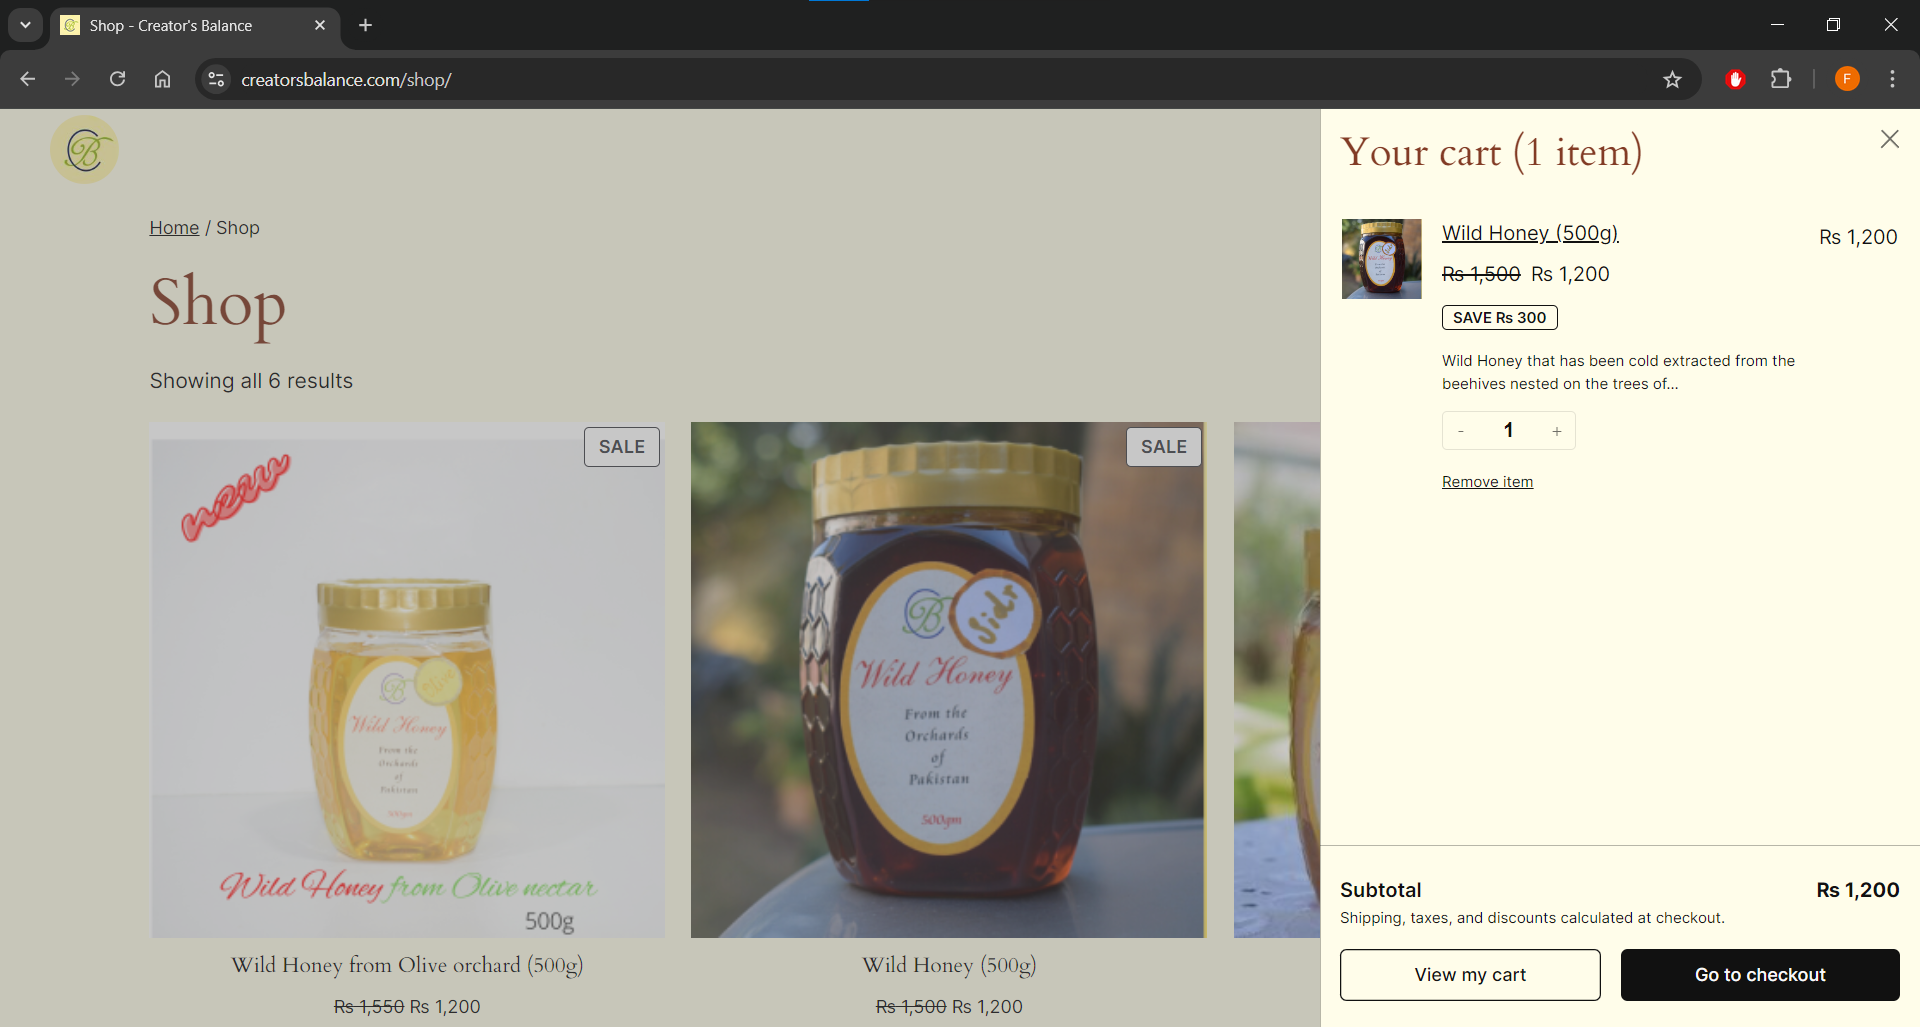 Shop - Creator's Balance
creatorsbalance.com/shop/
F
CB
Home / Shop
Shop
Showing all 6 results
SALE
new
CB
Olive
Wild Honey
From the
Orchards
of
Pakistan
500gm
Wild Honey from Olive nectar
500g
Wild Honey from Olive orchard (500g)
Rs 1,550 Rs 1,200
SALE
CB
Sidr
Wild Honey
From the
Orchards
of
Pakistan
500gm
Wild Honey (500g)
Rs 1,500 Rs 1,200
Your cart (1 item)
Wild Honey (500g)
Rs 1,200
Rs 1,500 Rs 1,200
SAVE Rs 300
Wild Honey that has been cold extracted from the
beehives nested on the trees of...
- 1 +
Remove item
Subtotal
Rs 1,200
Shipping, taxes, and discounts calculated at checkout.
View my cart
Go to checkout